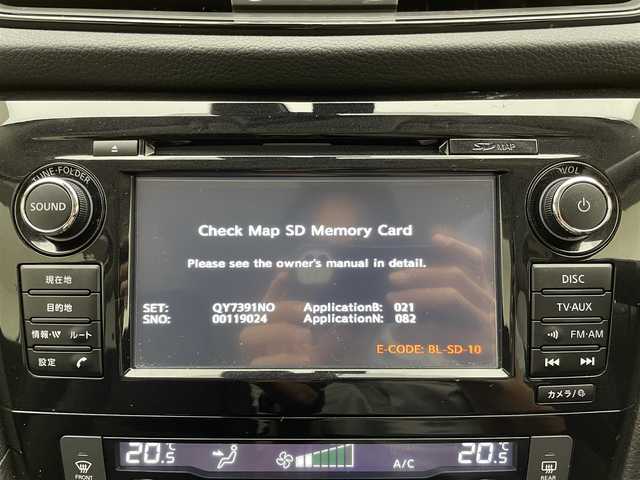 SD MAP
TUNE·FOLDER
VOL
SOUND
Check Map SD Memory Card
Please see the owner's manual in detail.
SET: QY7391NO ApplicationB: 021
SNO: 00119024 ApplicationN: 082
E-CODE: BL-SD-10
現在地
目的地
情報・VV ルート
設定
DISC
TV·AUX
FM·AM
カメラ/
20.5℃
A/C
20.5℃
FRONT
REAR